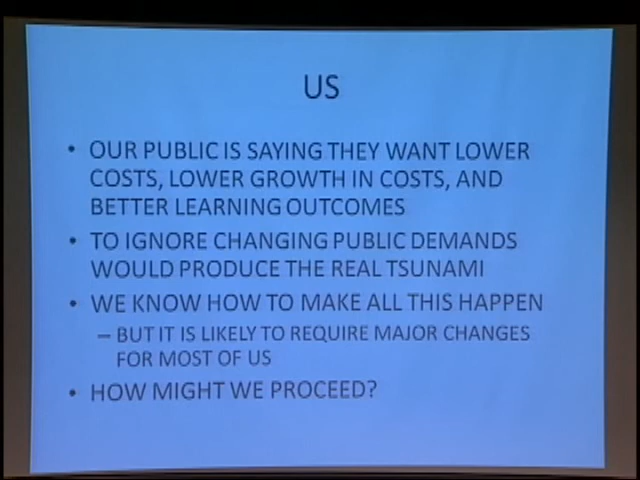 US
• OUR PUBLIC IS SAYING THEY WANT LOWER
COSTS, LOWER GROWTH IN COSTS, AND
BETTER LEARNING OUTCOMES
• TO IGNORE CHANGING PUBLIC DEMANDS
WOULD PRODUCE THE REAL TSUNAMI
• WE KNOW HOW TO MAKE ALL THIS HAPPEN
– BUT IT IS LIKELY TO REQUIRE MAJOR CHANGES
FOR MOST OF US
• HOW MIGHT WE PROCEED?